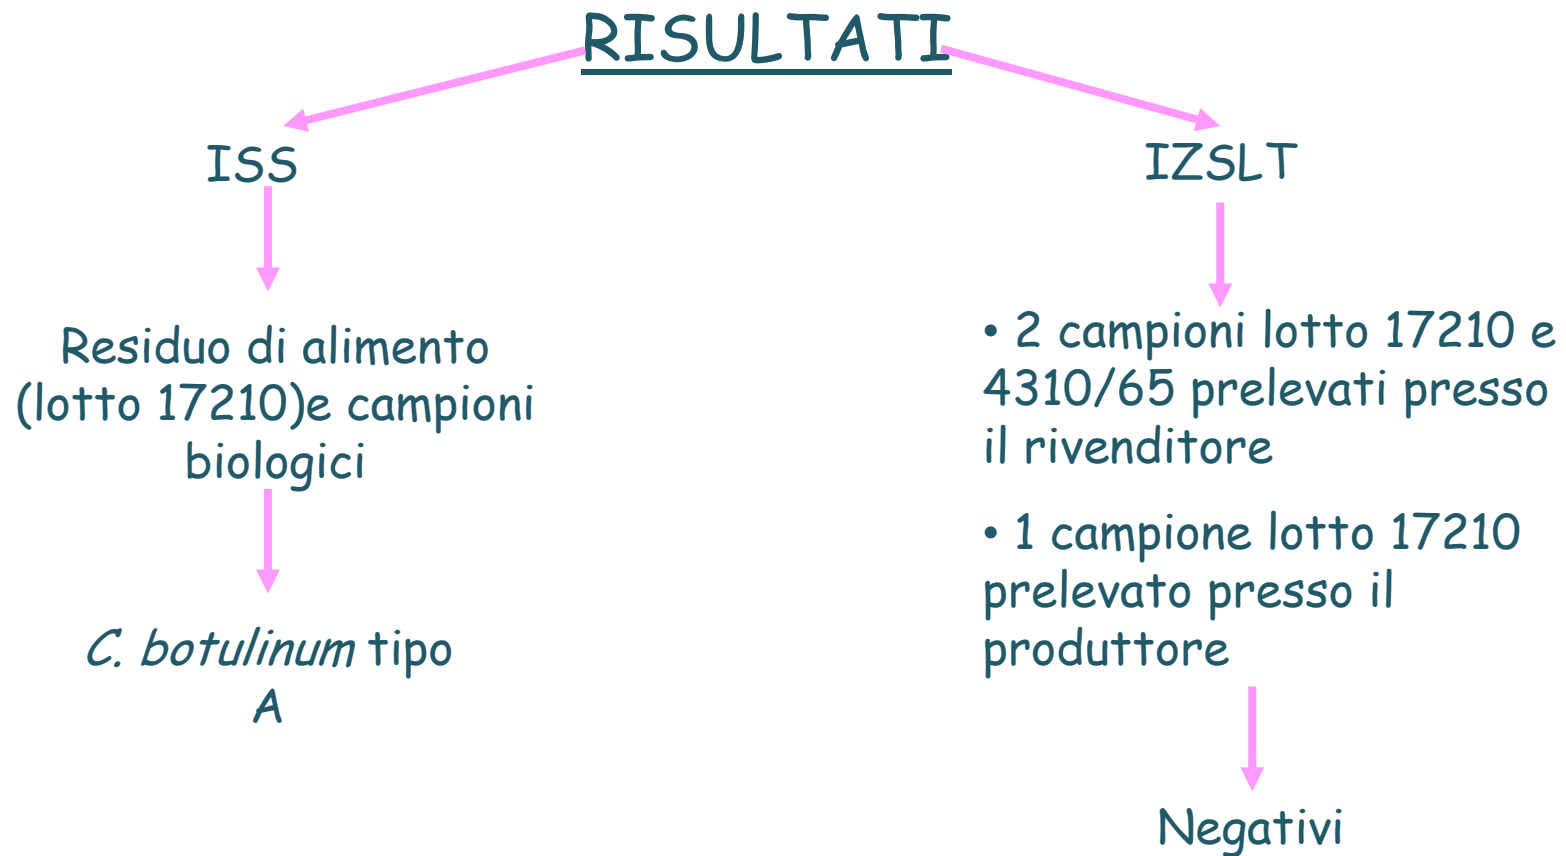 RISULTATI
ISS
Residuo di alimento
(lotto 17210)e campioni
biologici
C. botulinum tipo
A
IZSLT
• 2 campioni lotto 17210 e
4310/65 prelevati presso
il rivenditore
• 1 campione lotto 17210
prelevato presso il
produttore
Negativi